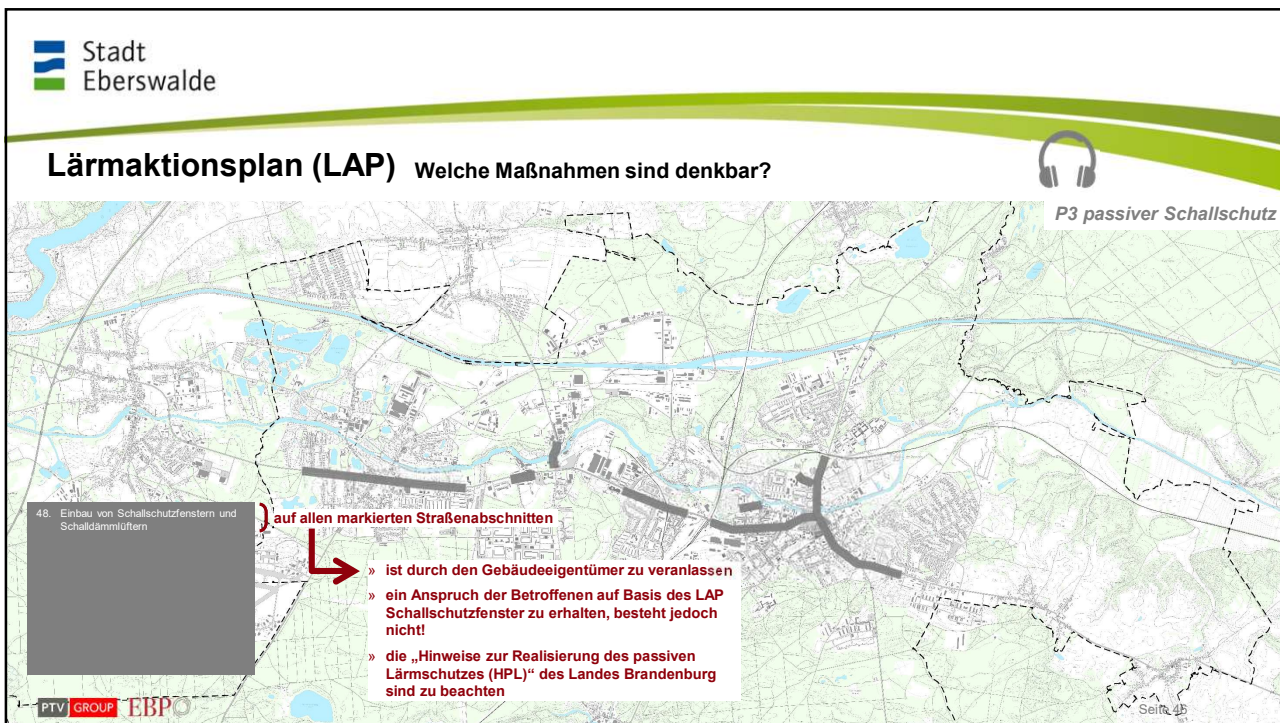 Stadt
Eberswalde
Lärmaktionsplan (LAP) Welche Maßnahmen sind denkbar?
P3 passiver Schallschutz
48. Einbau von Schallschutzfenstern und
Schalldämmlüftern
auf allen markierten Straßenabschnitten
» ist durch den Gebäudeeigentümer zu veranlassen
» ein Anspruch der Betroffenen auf Basis des LAP
Schallschutzfenster zu erhalten, besteht jedoch
nicht!
» die „Hinweise zur Realisierung des passiven
Lärmschutzes (HPL)“ des Landes Brandenburg
sind zu beachten
PTV GROUP EBP
Seite 45